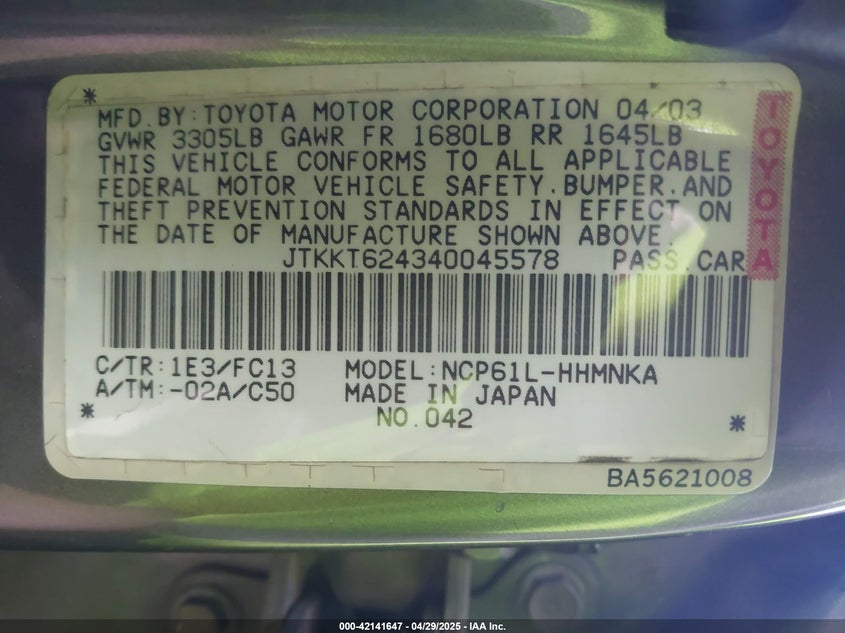 * MFD.BY:TOYOTA MOTOR CORPORATION 04/03
GVWR 3305LB GAWR FR 1680LB RR 1645LB
THIS VEHICLE CONFORMS TO ALL APPLICABLE
FEDERAL MOTOR VEHICLE SAFETY,BUMPER,AND
THEFT PREVENTION STANDARDS IN EFFECT ON
THE DATE OF MANUFACTURE SHOWN ABOVE.
JTKKT624340045578 PASS.CAR
TOYOTA
C/TR:1E3/FC13 MODEL:NCP61L-HHMNKA
A/TM:-02A/C50 MADE IN JAPAN
* NO.042 *
BA5621008
000-42141647 - 04/29/2025 - IAA Inc.